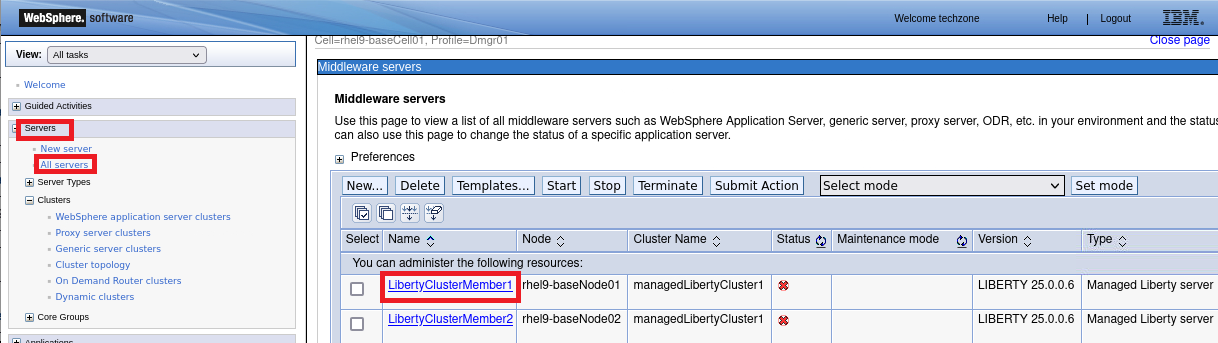 WebSphere. software
Welcome techzone
Help | Logout
IBM.
View: All tasks
Welcome
Guided Activities
Servers
New server
All servers
Server Types
Clusters
WebSphere application server clusters
Proxy server clusters
Generic server clusters
Cluster topology
On Demand Router clusters
Dynamic clusters
Core Groups
Applications
Cell=rhel9-baseCell01, Profile=Dmgr01
Close page
Middleware servers
Middleware servers
Use this page to view a list of all middleware servers such as WebSphere Application Server, generic server, proxy server, ODR, etc. in your environment and the status
can also use this page to change the status of a specific application server.
Preferences
New... Delete Templates... Start Stop Terminate Submit Action Select mode Set mode
Select Name Node Cluster Name Status Maintenance mode Version Type
You can administer the following resources:
LibertyClusterMember1 rhel9-baseNode01 managedLibertyCluster1 LIBERTY 25.0.0.6 Managed Liberty server
LibertyClusterMember2 rhel9-baseNode02 managedLibertyCluster1 LIBERTY 25.0.0.6 Managed Liberty server